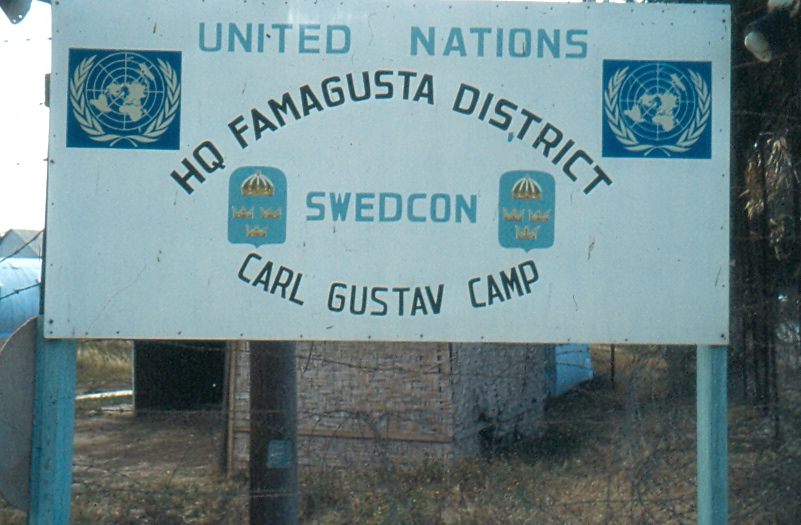 UNITED NATIONS
HQ FAMAGUSTA DISTRICT
SWEDCON
CARL GUSTAV CAMP